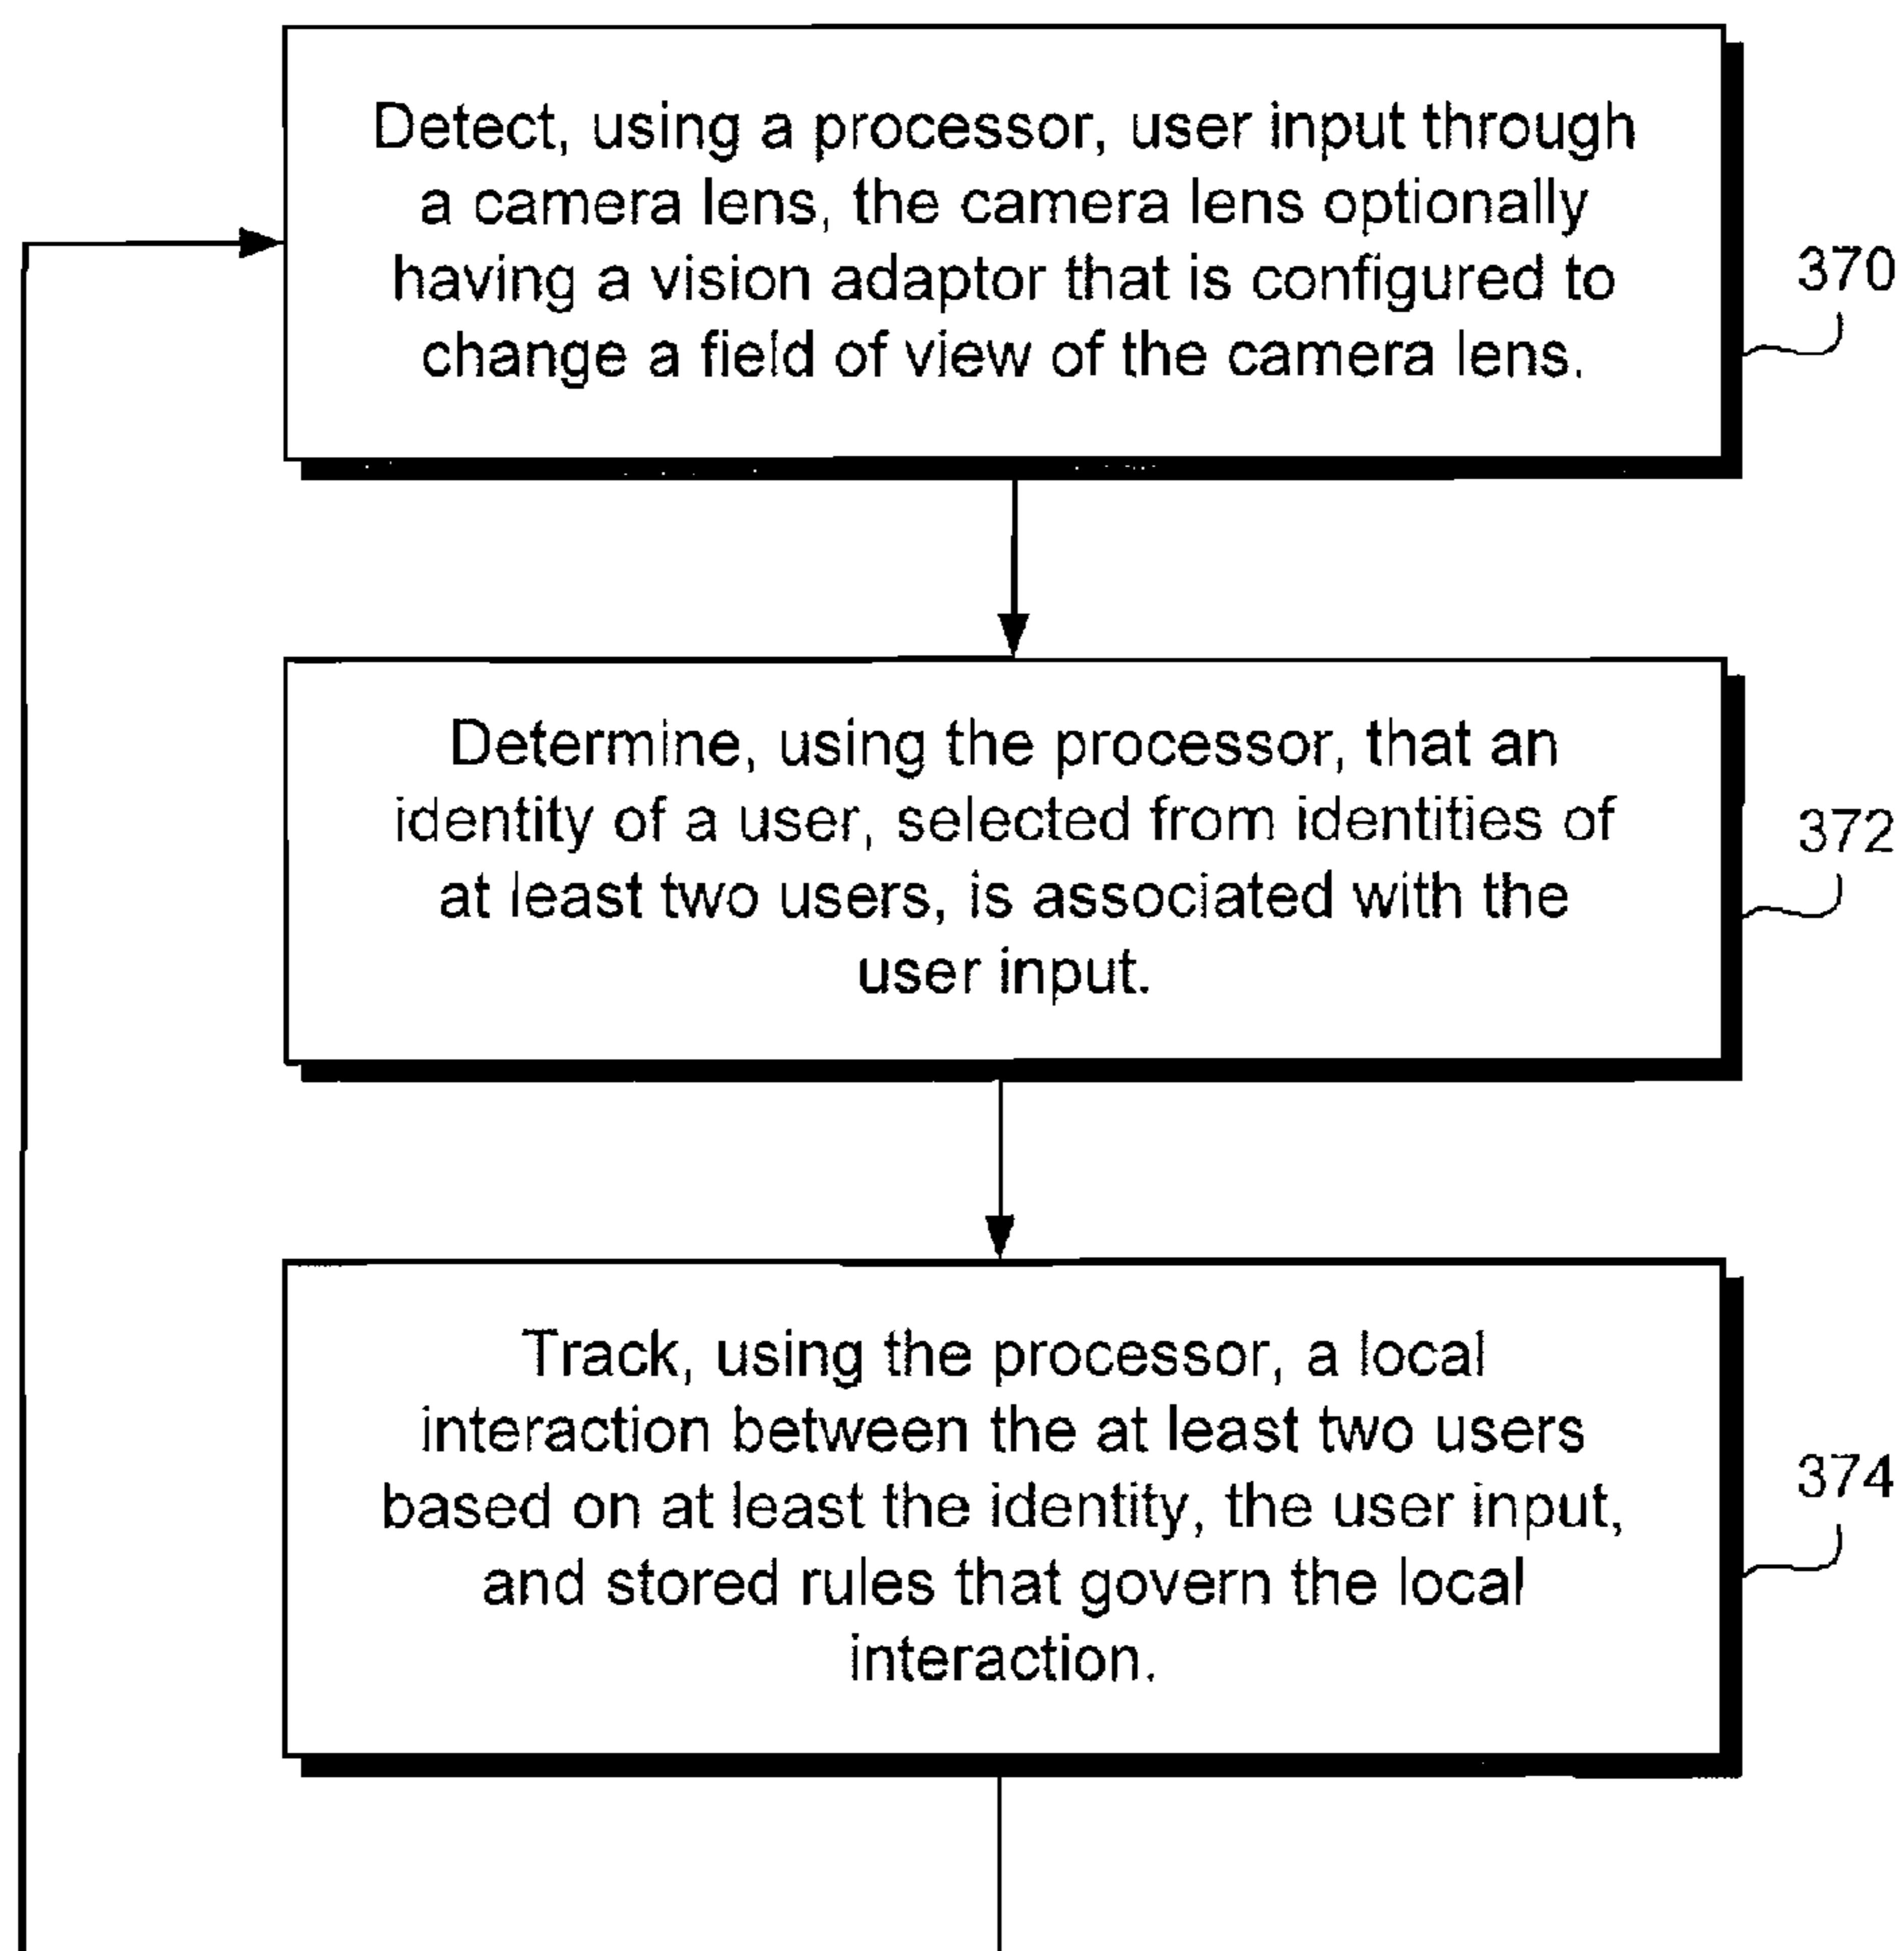 Detect, using a processor, user input through
a camera lens, the camera lens optionally
having a vision adaptor that is configured to
change a field of view of the camera lens.
370
Determine, using the processor, that an
identity of a user, selected from identities of
at least two users, is associated with the
user input.
372
Track, using the processor, a local
interaction between the at least two users
based on at least the identity, the user input,
and stored rules that govern the local
interaction.
374